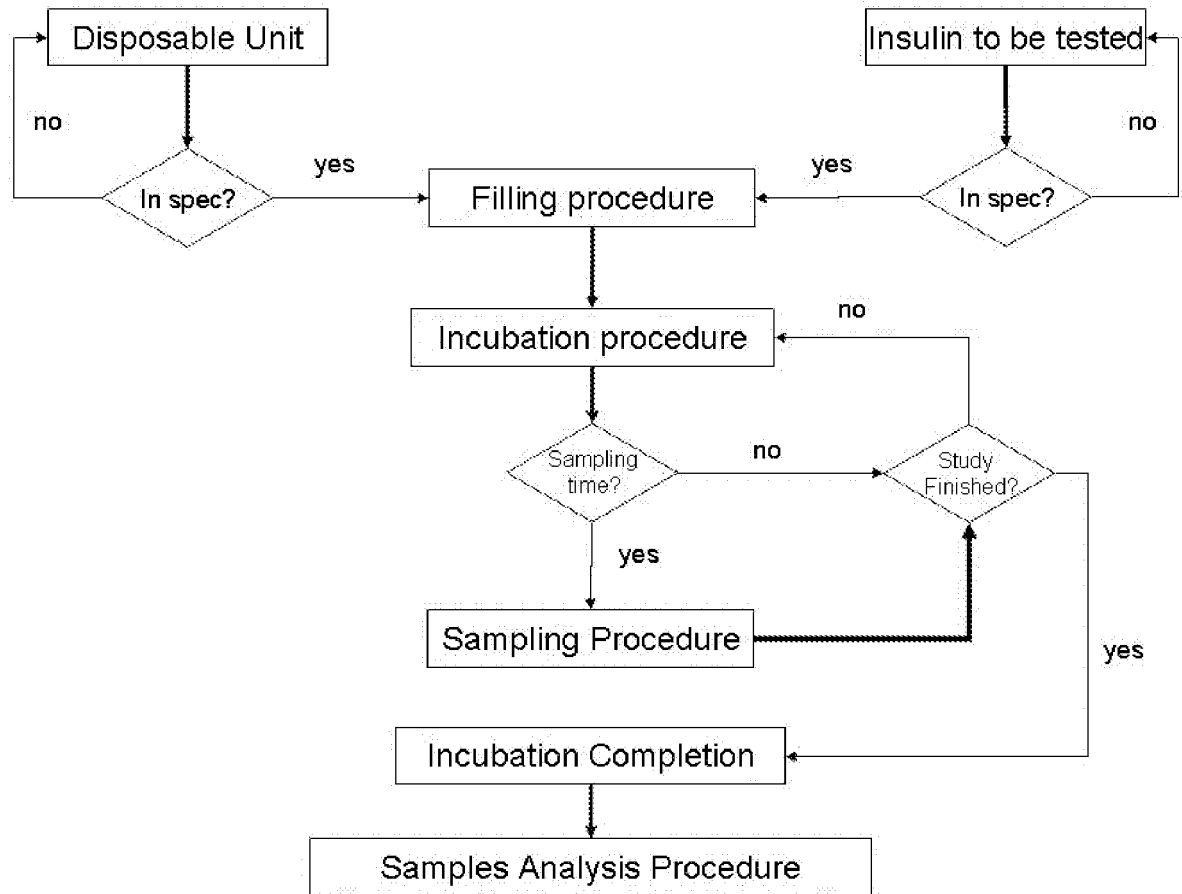 Disposable Unit
Insulin to be tested
no
no
In spec?
yes
Filling procedure
yes
In spec?
Incubation procedure
no
Sampling
time?
no
Study
Finished?
yes
Sampling Procedure
yes
Incubation Completion
Samples Analysis Procedure